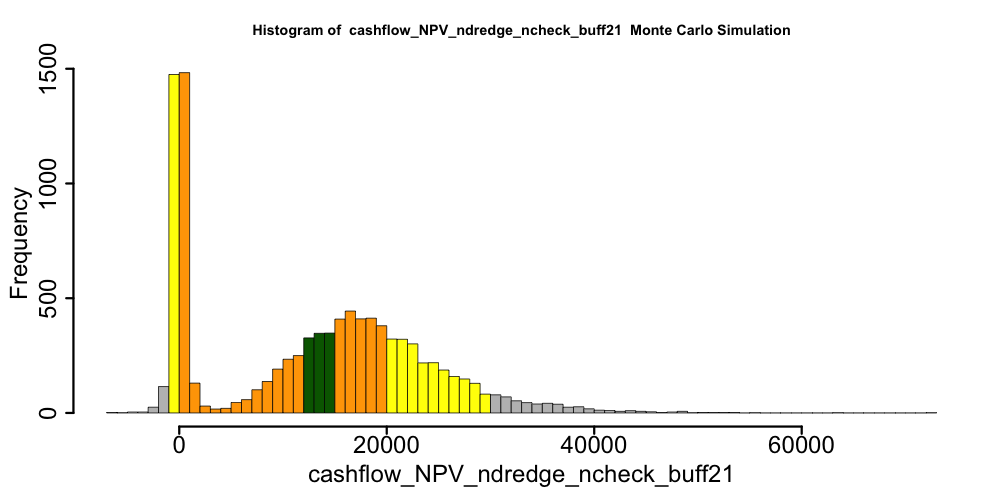 Histogram of  cashflow_NPV_ndredge_ncheck_buff21  Monte Carlo Simulation
Frequency
1500
1000
500
0
0 20000 40000 60000
cashflow_NPV_ndredge_ncheck_buff21